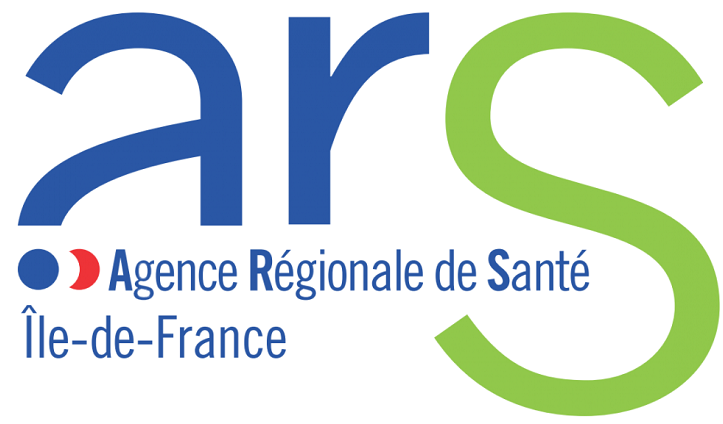 ars
Agence Régionale de Santé
Île-de-France